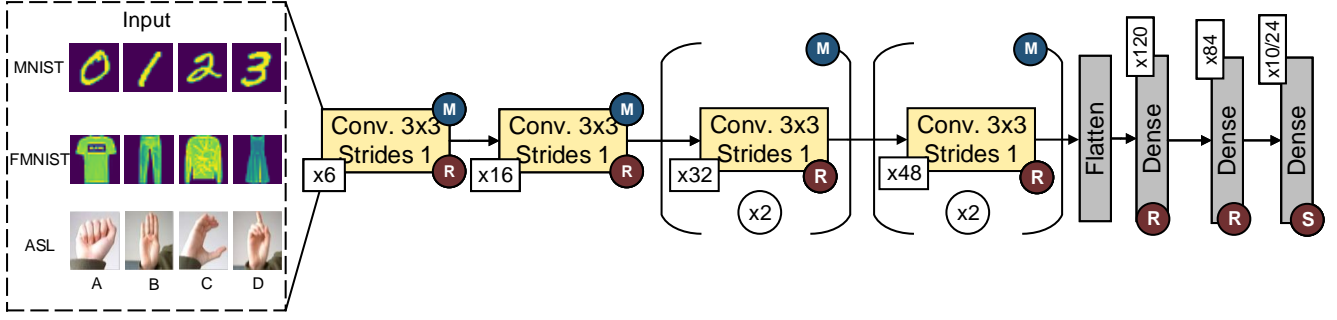 Input
MNIST
FMNIST
ASL
A B C D
Conv. 3x3
Strides 1
M
R
x6
Conv. 3x3
Strides 1
M
R
x16
M
Conv. 3x3
Strides 1
R
x32
x2
M
Conv. 3x3
Strides 1
R
x48
x2
Flatten
x120
Dense
R
x84
Dense
R
x10/24
Dense
S